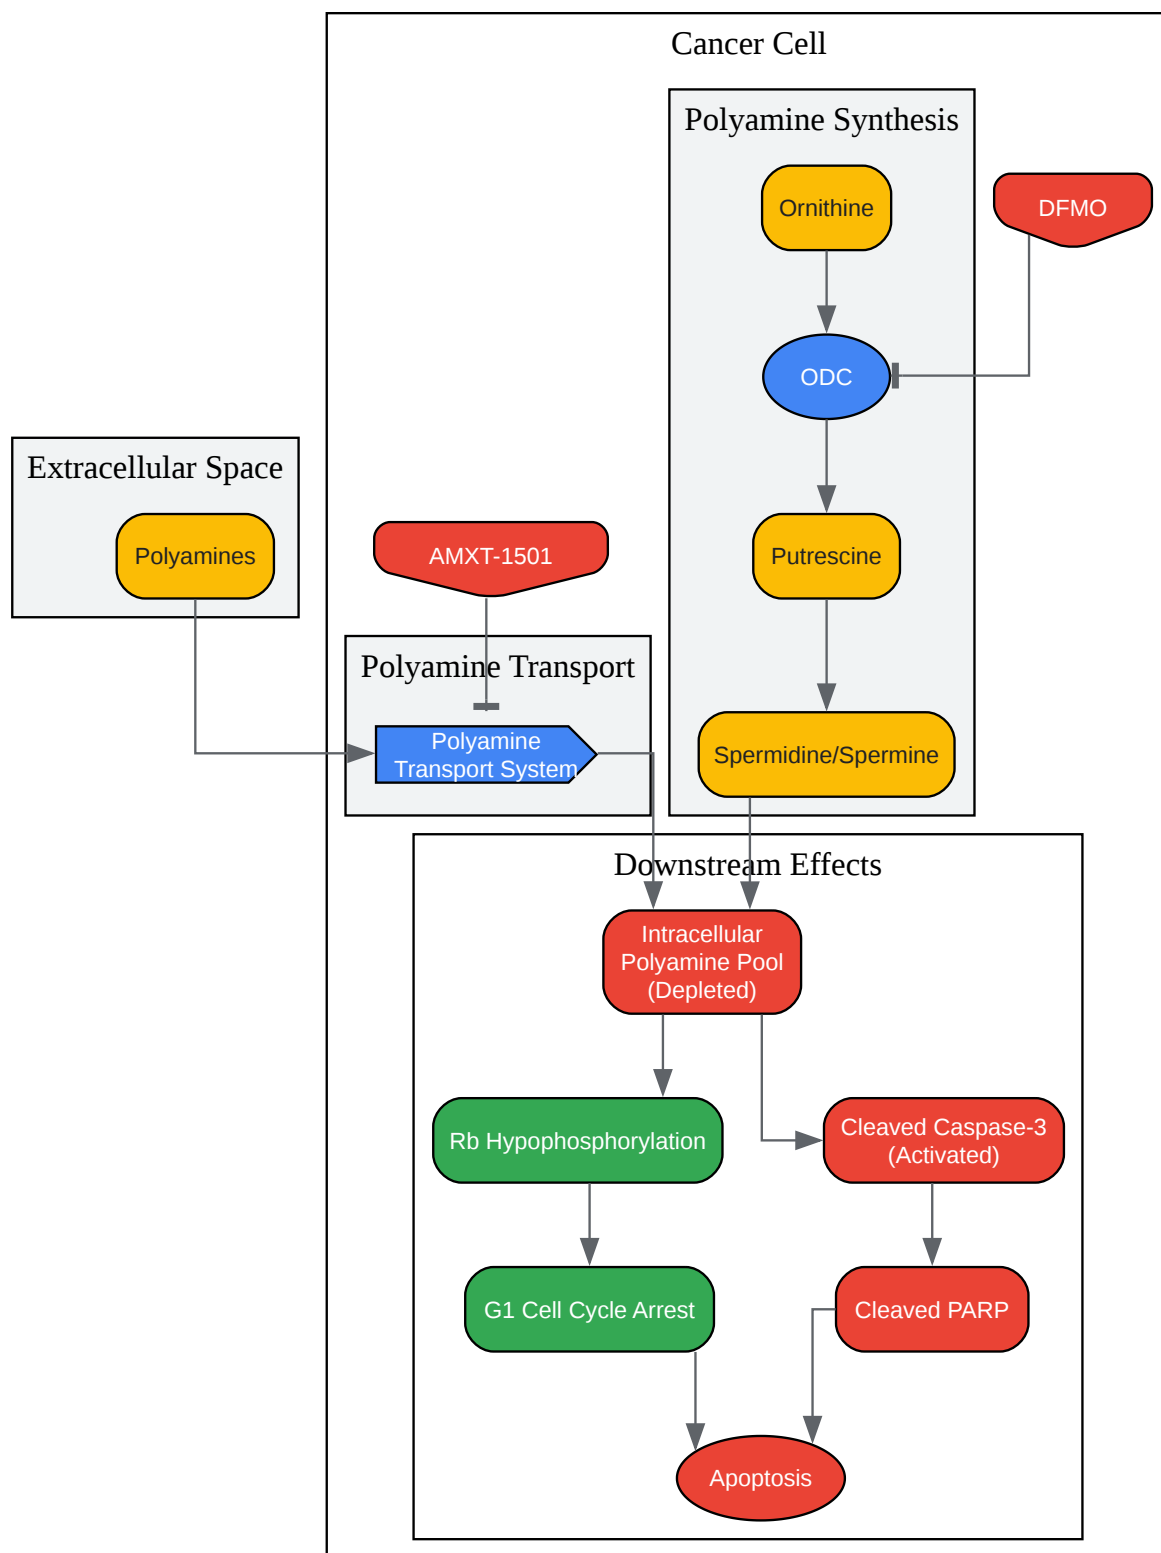 Cancer Cell
Polyamine Synthesis
Ornithine
DFMO
ODC
Extracellular Space
Polyamines
AMXT-1501
Putrescine
Polyamine Transport
Polyamine
Transport System
Spermidine/Spermine
Downstream Effects
Intracellular
Polyamine Pool
(Depleted)
Rb Hypophosphorylation
Cleaved Caspase-3
(Activated)
G1 Cell Cycle Arrest
Cleaved PARP
Apoptosis